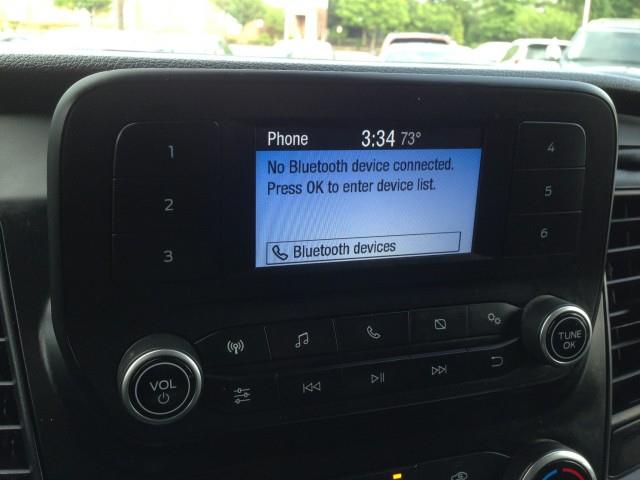 Phone 3:34 73°
No Bluetooth device connected.
Press OK to enter device list.
Bluetooth devices
1
2
3
4
5
6
VOL
TUNE
OK